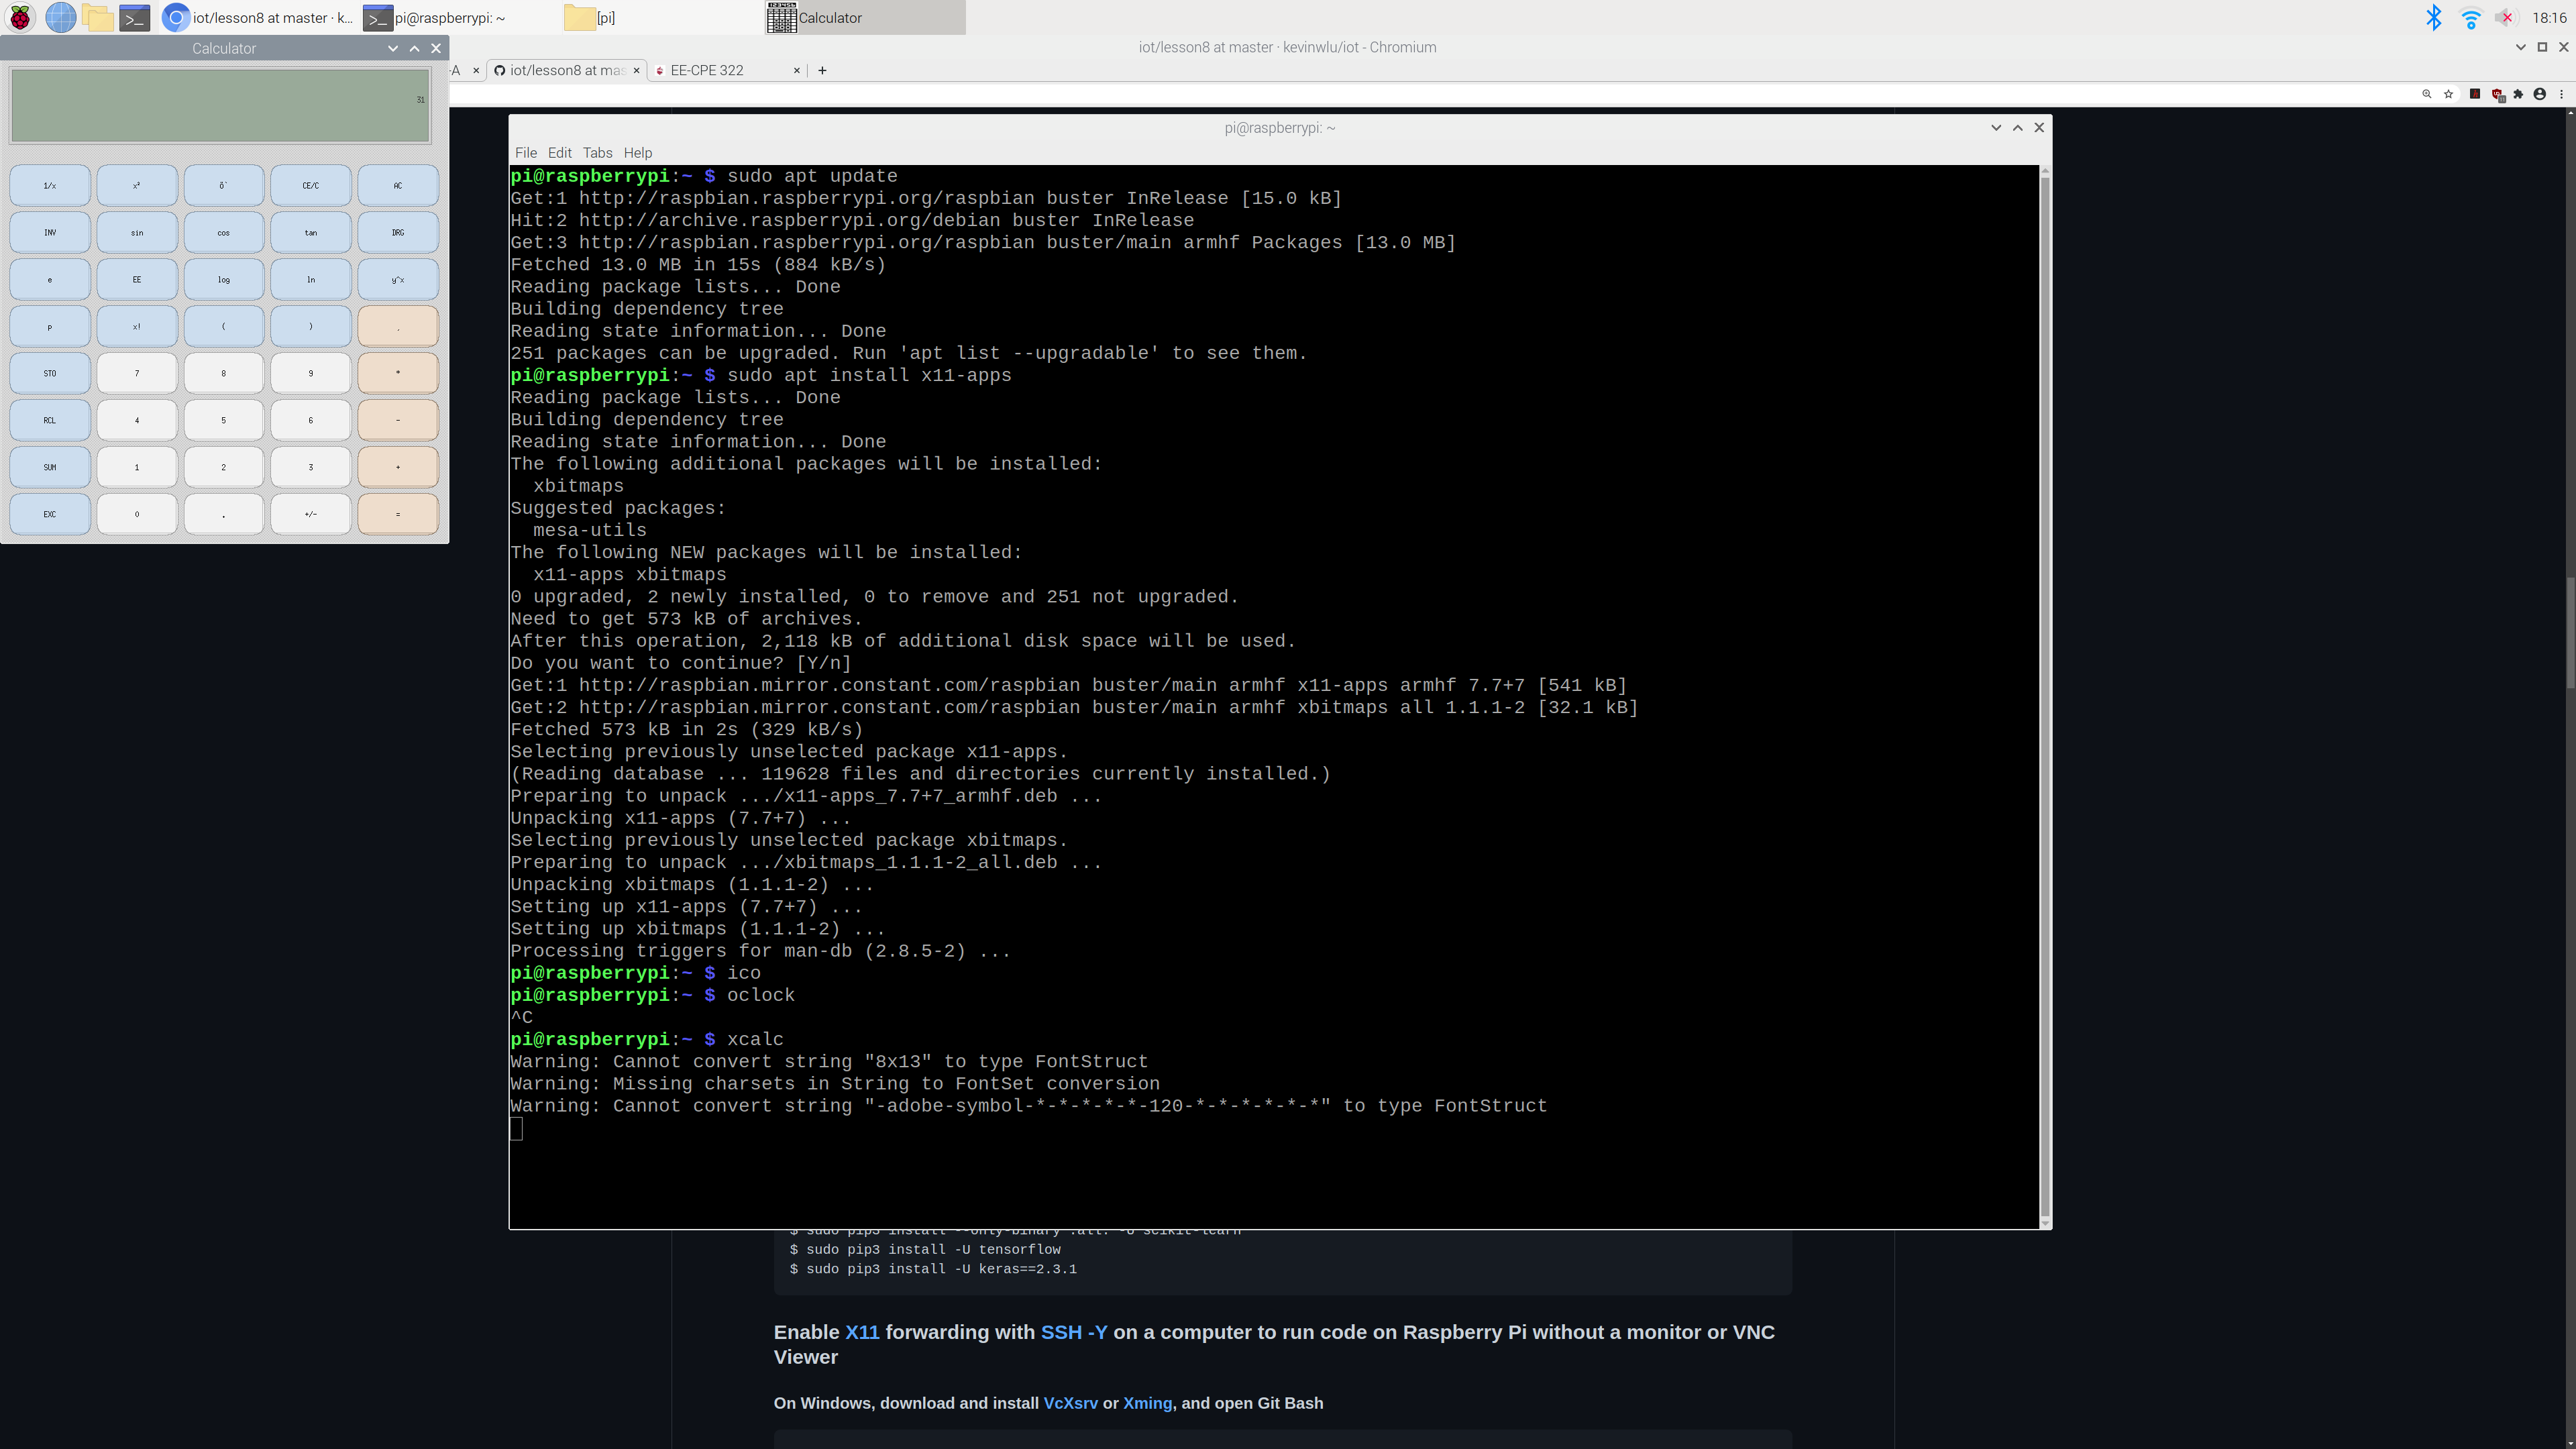 iot/lesson8 at master · k...
pi@raspberrypi: ~
[pi]
Calculator
18:16
Calculator
iot/lesson8 at master · kevinwlu/iot - Chromium
-A
iot/lesson8 at mas
EE-CPE 322
31
1/x x² CE/C AC
INV sin cos tan DRG
e EE log ln y^x
p x! ( )
STO 7 8 9 *
RCL 4 5 6 -
SUM 1 2 3 +
EXC 0 . +/- =
pi@raspberrypi: ~
File Edit Tabs Help
pi@raspberrypi:~ $ sudo apt update
Get:1 http://raspbian.raspberrypi.org/raspbian buster InRelease [15.0 kB]
Hit:2 http://archive.raspberrypi.org/debian buster InRelease
Get:3 http://raspbian.raspberrypi.org/raspbian buster/main armhf Packages [13.0 MB]
Fetched 13.0 MB in 15s (884 kB/s)
Reading package lists... Done
Building dependency tree
Reading state information... Done
251 packages can be upgraded. Run 'apt list --upgradable' to see them.
pi@raspberrypi:~ $ sudo apt install x11-apps
Reading package lists... Done
Building dependency tree
Reading state information... Done
The following additional packages will be installed:
xbitmaps
Suggested packages:
mesa-utils
The following NEW packages will be installed:
x11-apps xbitmaps
0 upgraded, 2 newly installed, 0 to remove and 251 not upgraded.
Need to get 573 kB of archives.
After this operation, 2,118 kB of additional disk space will be used.
Do you want to continue? [Y/n]
Get:1 http://raspbian.mirror.constant.com/raspbian buster/main armhf x11-apps armhf 7.7+7 [541 kB]
Get:2 http://raspbian.mirror.constant.com/raspbian buster/main armhf xbitmaps all 1.1.1-2 [32.1 kB]
Fetched 573 kB in 2s (329 kB/s)
Selecting previously unselected package x11-apps.
(Reading database ... 119628 files and directories currently installed.)
Preparing to unpack .../x11-apps_7.7+7_armhf.deb ...
Unpacking x11-apps (7.7+7) ...
Selecting previously unselected package xbitmaps.
Preparing to unpack .../xbitmaps_1.1.1-2_all.deb ...
Unpacking xbitmaps (1.1.1-2) ...
Setting up x11-apps (7.7+7) ...
Setting up xbitmaps (1.1.1-2) ...
Processing triggers for man-db (2.8.5-2) ...
pi@raspberrypi:~ $ ico
pi@raspberrypi:~ $ oclock
^C
pi@raspberrypi:~ $ xcalc
Warning: Cannot convert string "8x13" to type FontStruct
Warning: Missing charsets in String to FontSet conversion
Warning: Cannot convert string "-adobe-symbol-*-*-*-*-*-120-*-*-*-*-*-*" to type FontStruct
$ sudo pip3 install --only-binary :all: -U scikit-learn
$ sudo pip3 install -U tensorflow
$ sudo pip3 install -U keras==2.3.1
Enable X11 forwarding with SSH -Y on a computer to run code on Raspberry Pi without a monitor or VNC
Viewer
On Windows, download and install VcXsrv or Xming, and open Git Bash